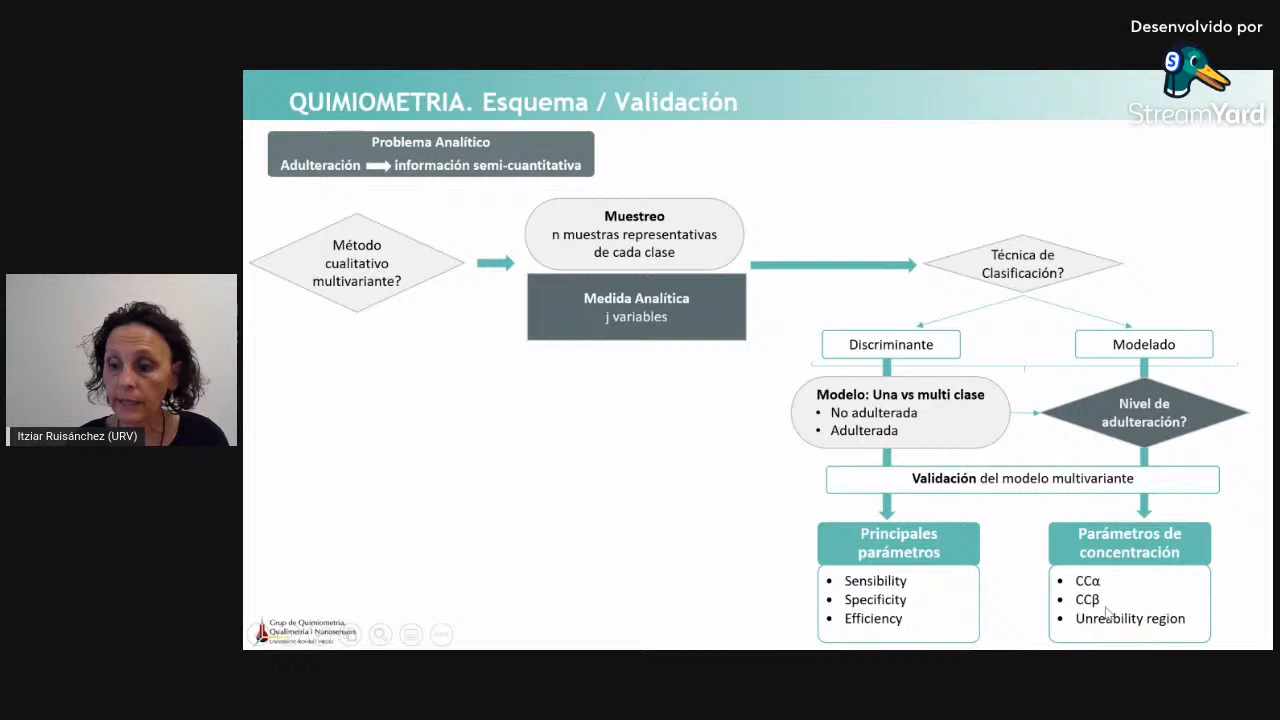 Desenvolvido por
StreamYard
QUIMIOMETRIA. Esquema / Validación
Problema Analítico
Adulteración información semi-cuantitativa
Método
cualitativo
multivariante?
Muestreo
n muestras representativas
de cada clase
Medida Analítica
j variables
Técnica de
Clasificación?
Discriminante
Modelado
Modelo: Una vs multi clase
• No adulterada
• Adulterada
Nivel de
adulteración?
Validación del modelo multivariante
Principales
parámetros
• Sensibility
• Specificity
• Efficiency
Parámetros de
concentración
• CCα
• CCβ
• Unreability region
Itziar Ruisánchez (URV)
Grup de Quimiometria,
Qualimetria i Nanosensors